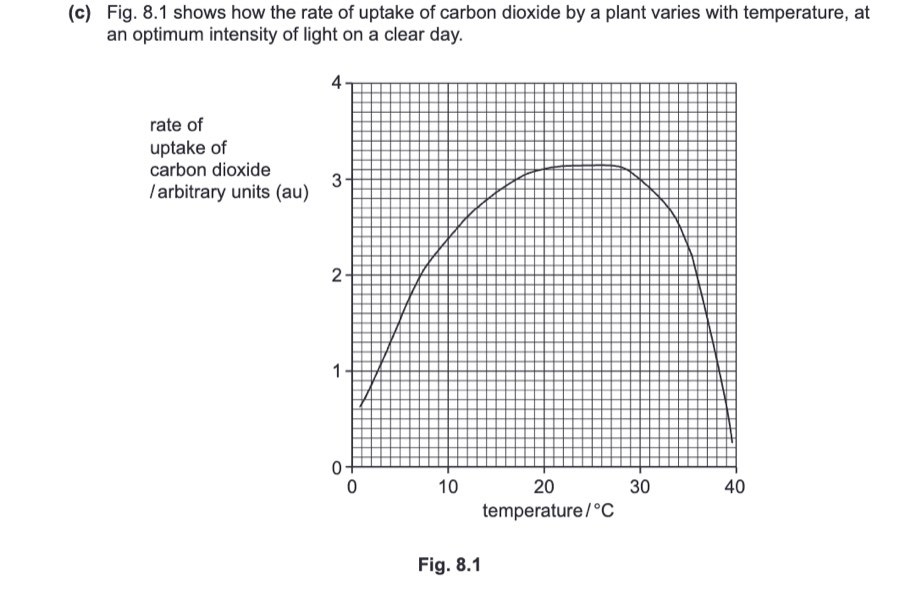 (c) Fig. 8.1 shows how the rate of uptake of carbon dioxide by a plant varies with temperature, at
an optimum intensity of light on a clear day.
4
rate of
uptake of
carbon dioxide
/ arbitrary units (au)
3
2
1
0
0 10 20 30 40
temperature / °C
Fig. 8.1